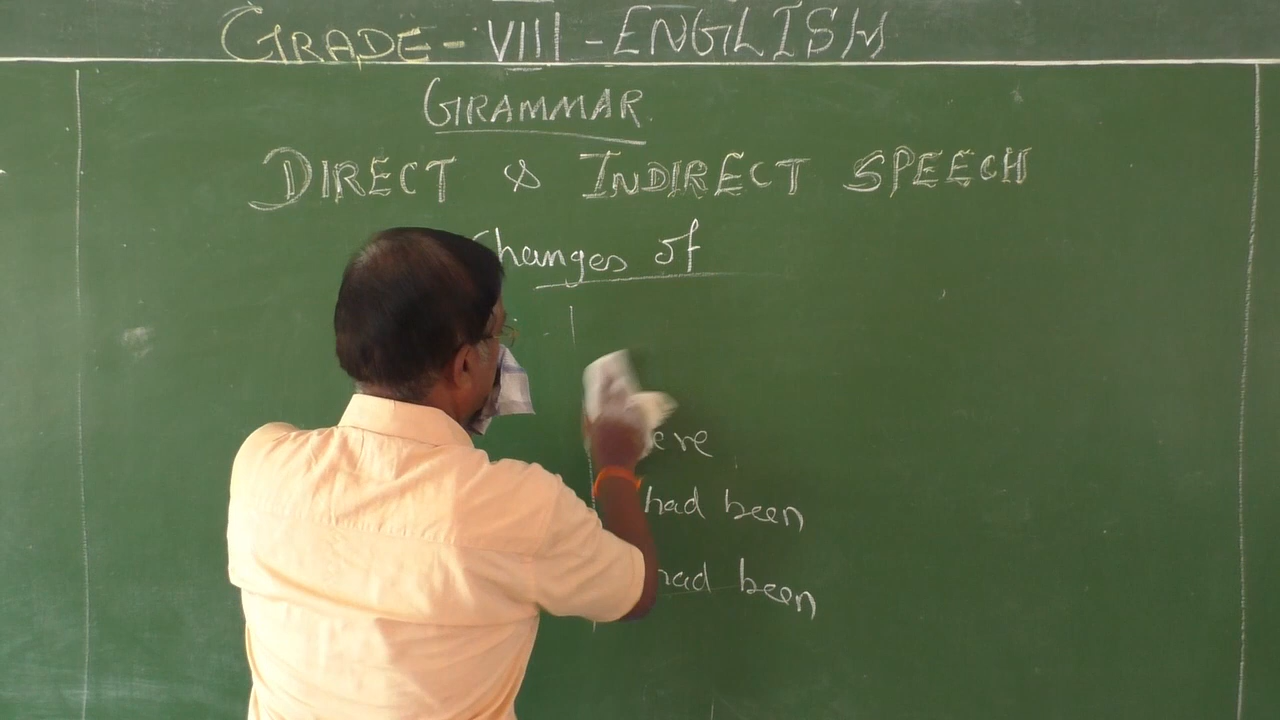 GRADE - VIII - ENGLISH
GRAMMAR
DIRECT & INDIRECT SPEECH
Changes of
had been
had been